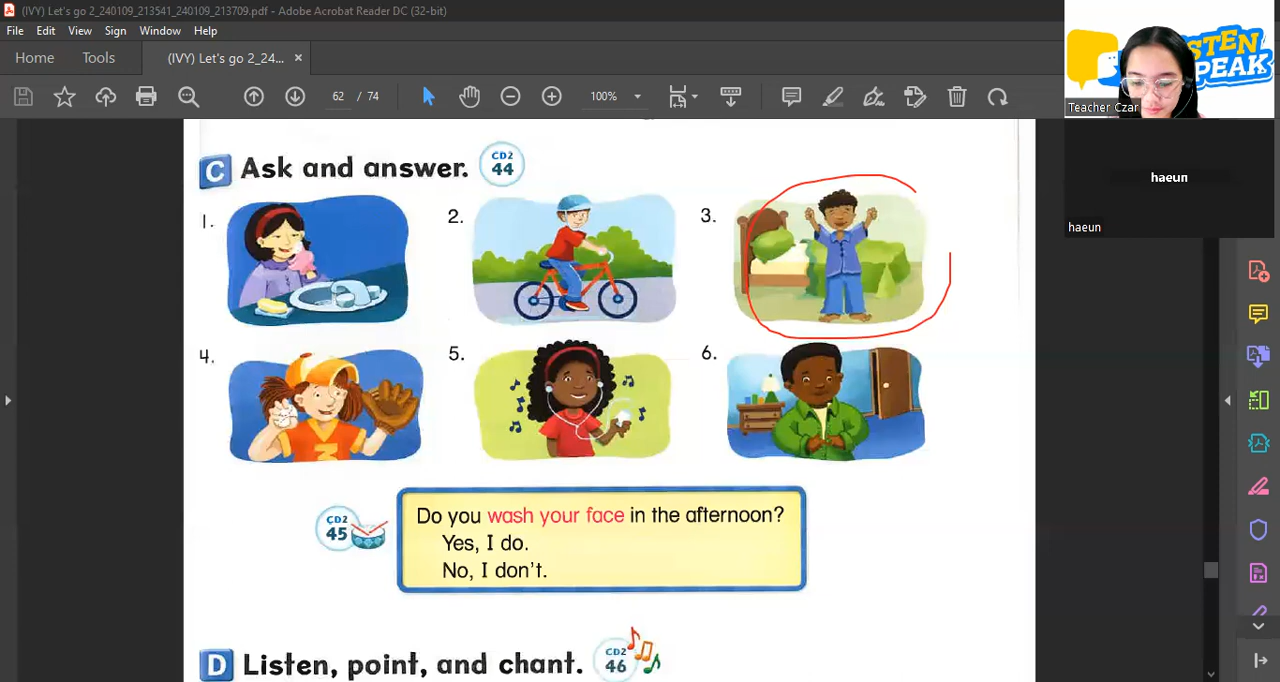 (IVY) Let's go 2_240109_213541_240109_213709.pdf - Adobe Acrobat Reader DC (32-bit)
File Edit View Sign Window Help
Home Tools (IVY) Let's go 2_24... ×
62 / 74 100%
STEN
PEAK
Teacher Czar
haeun
haeun
C Ask and answer. CD2 44
1. 2. 3.
4. 5. 6.
CD2 45
Do you wash your face in the afternoon?
Yes, I do.
No, I don't.
D Listen, point, and chant. CD2 46